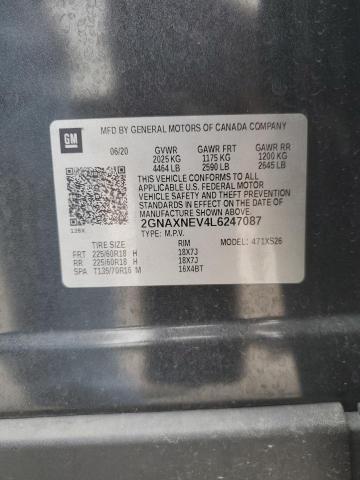 GM
MFD BY GENERAL MOTORS OF CANADA COMPANY
06/20 GVWR GAWR FRT GAWR RR
2025 KG 1175 KG 1200 KG
4464 LB 2590 LB 2645 LB
THIS VEHICLE CONFORMS TO ALL
APPLICABLE U.S. FEDERAL MOTOR
VEHICLE SAFETY, BUMPER, AND THEFT
PREVENTION STANDARDS IN EFFECT ON
THE DATE OF MANUFACTURE SHOWN ABOVE.
2GNAXNEV4L6247087
TYPE: M.P.V. MODEL: 471XS26
TIRE SIZE RIM
FRT 225/60R18 H 18X7J
RR 225/60R18 H 18X7J
SPA T135/70R16 M 16X4BT